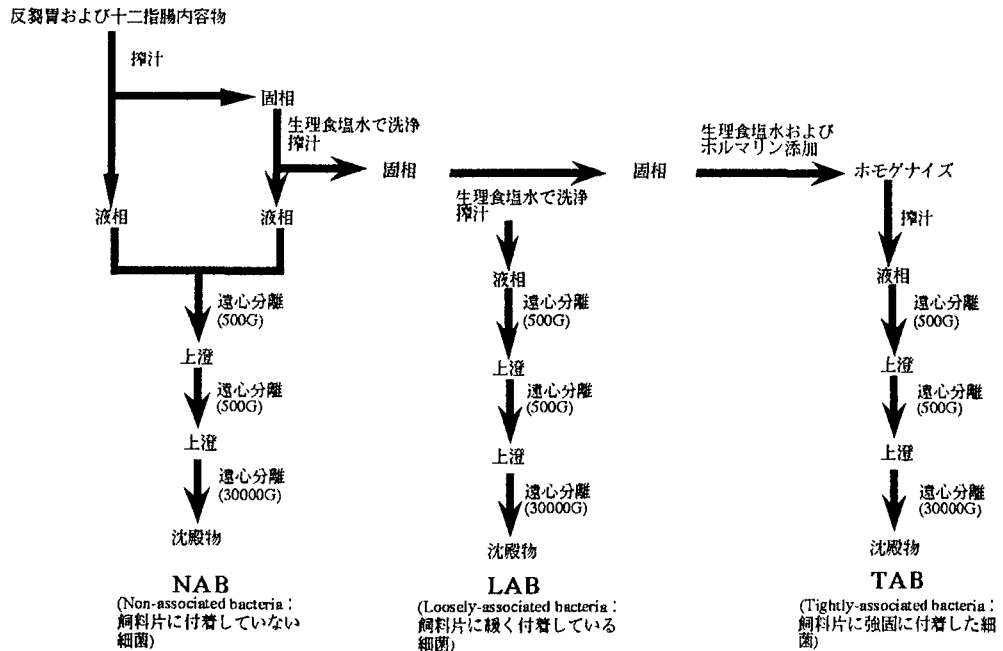 反芻胃および十二指腸内容物
搾汁
固相
生理食塩水で洗浄
搾汁
固相
生理食塩水で洗浄
搾汁
固相
生理食塩水および
ホルマリン添加
ホモゲナイズ
搾汁
液相
液相
液相
液相
遠心分離
(500G)
上澄
遠心分離
(500G)
上澄
遠心分離
(30000G)
沈殿物
NAB
(Non-associated bacteria:
飼料片に付着していない
細菌)
遠心分離
(500G)
上澄
遠心分離
(500G)
上澄
遠心分離
(30000G)
沈殿物
LAB
(Loosely-associated bacteria:
飼料片に緩く付着している
細菌)
遠心分離
(500G)
上澄
遠心分離
(500G)
上澄
遠心分離
(30000G)
沈殿物
TAB
(Tightly-associated bacteria:
飼料片に強固に付着した細
菌)